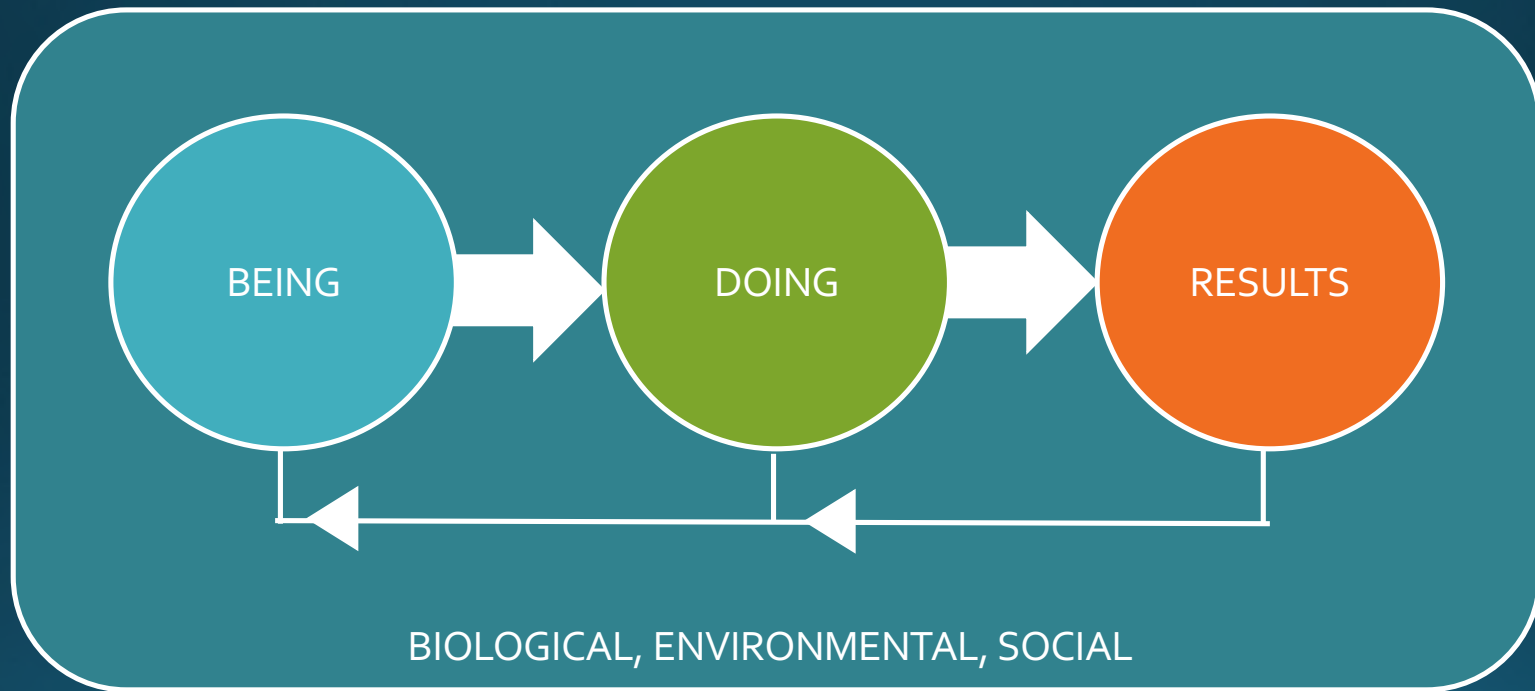 BEING
DOING
RESULTS
BIOLOGICAL, ENVIRONMENTAL, SOCIAL